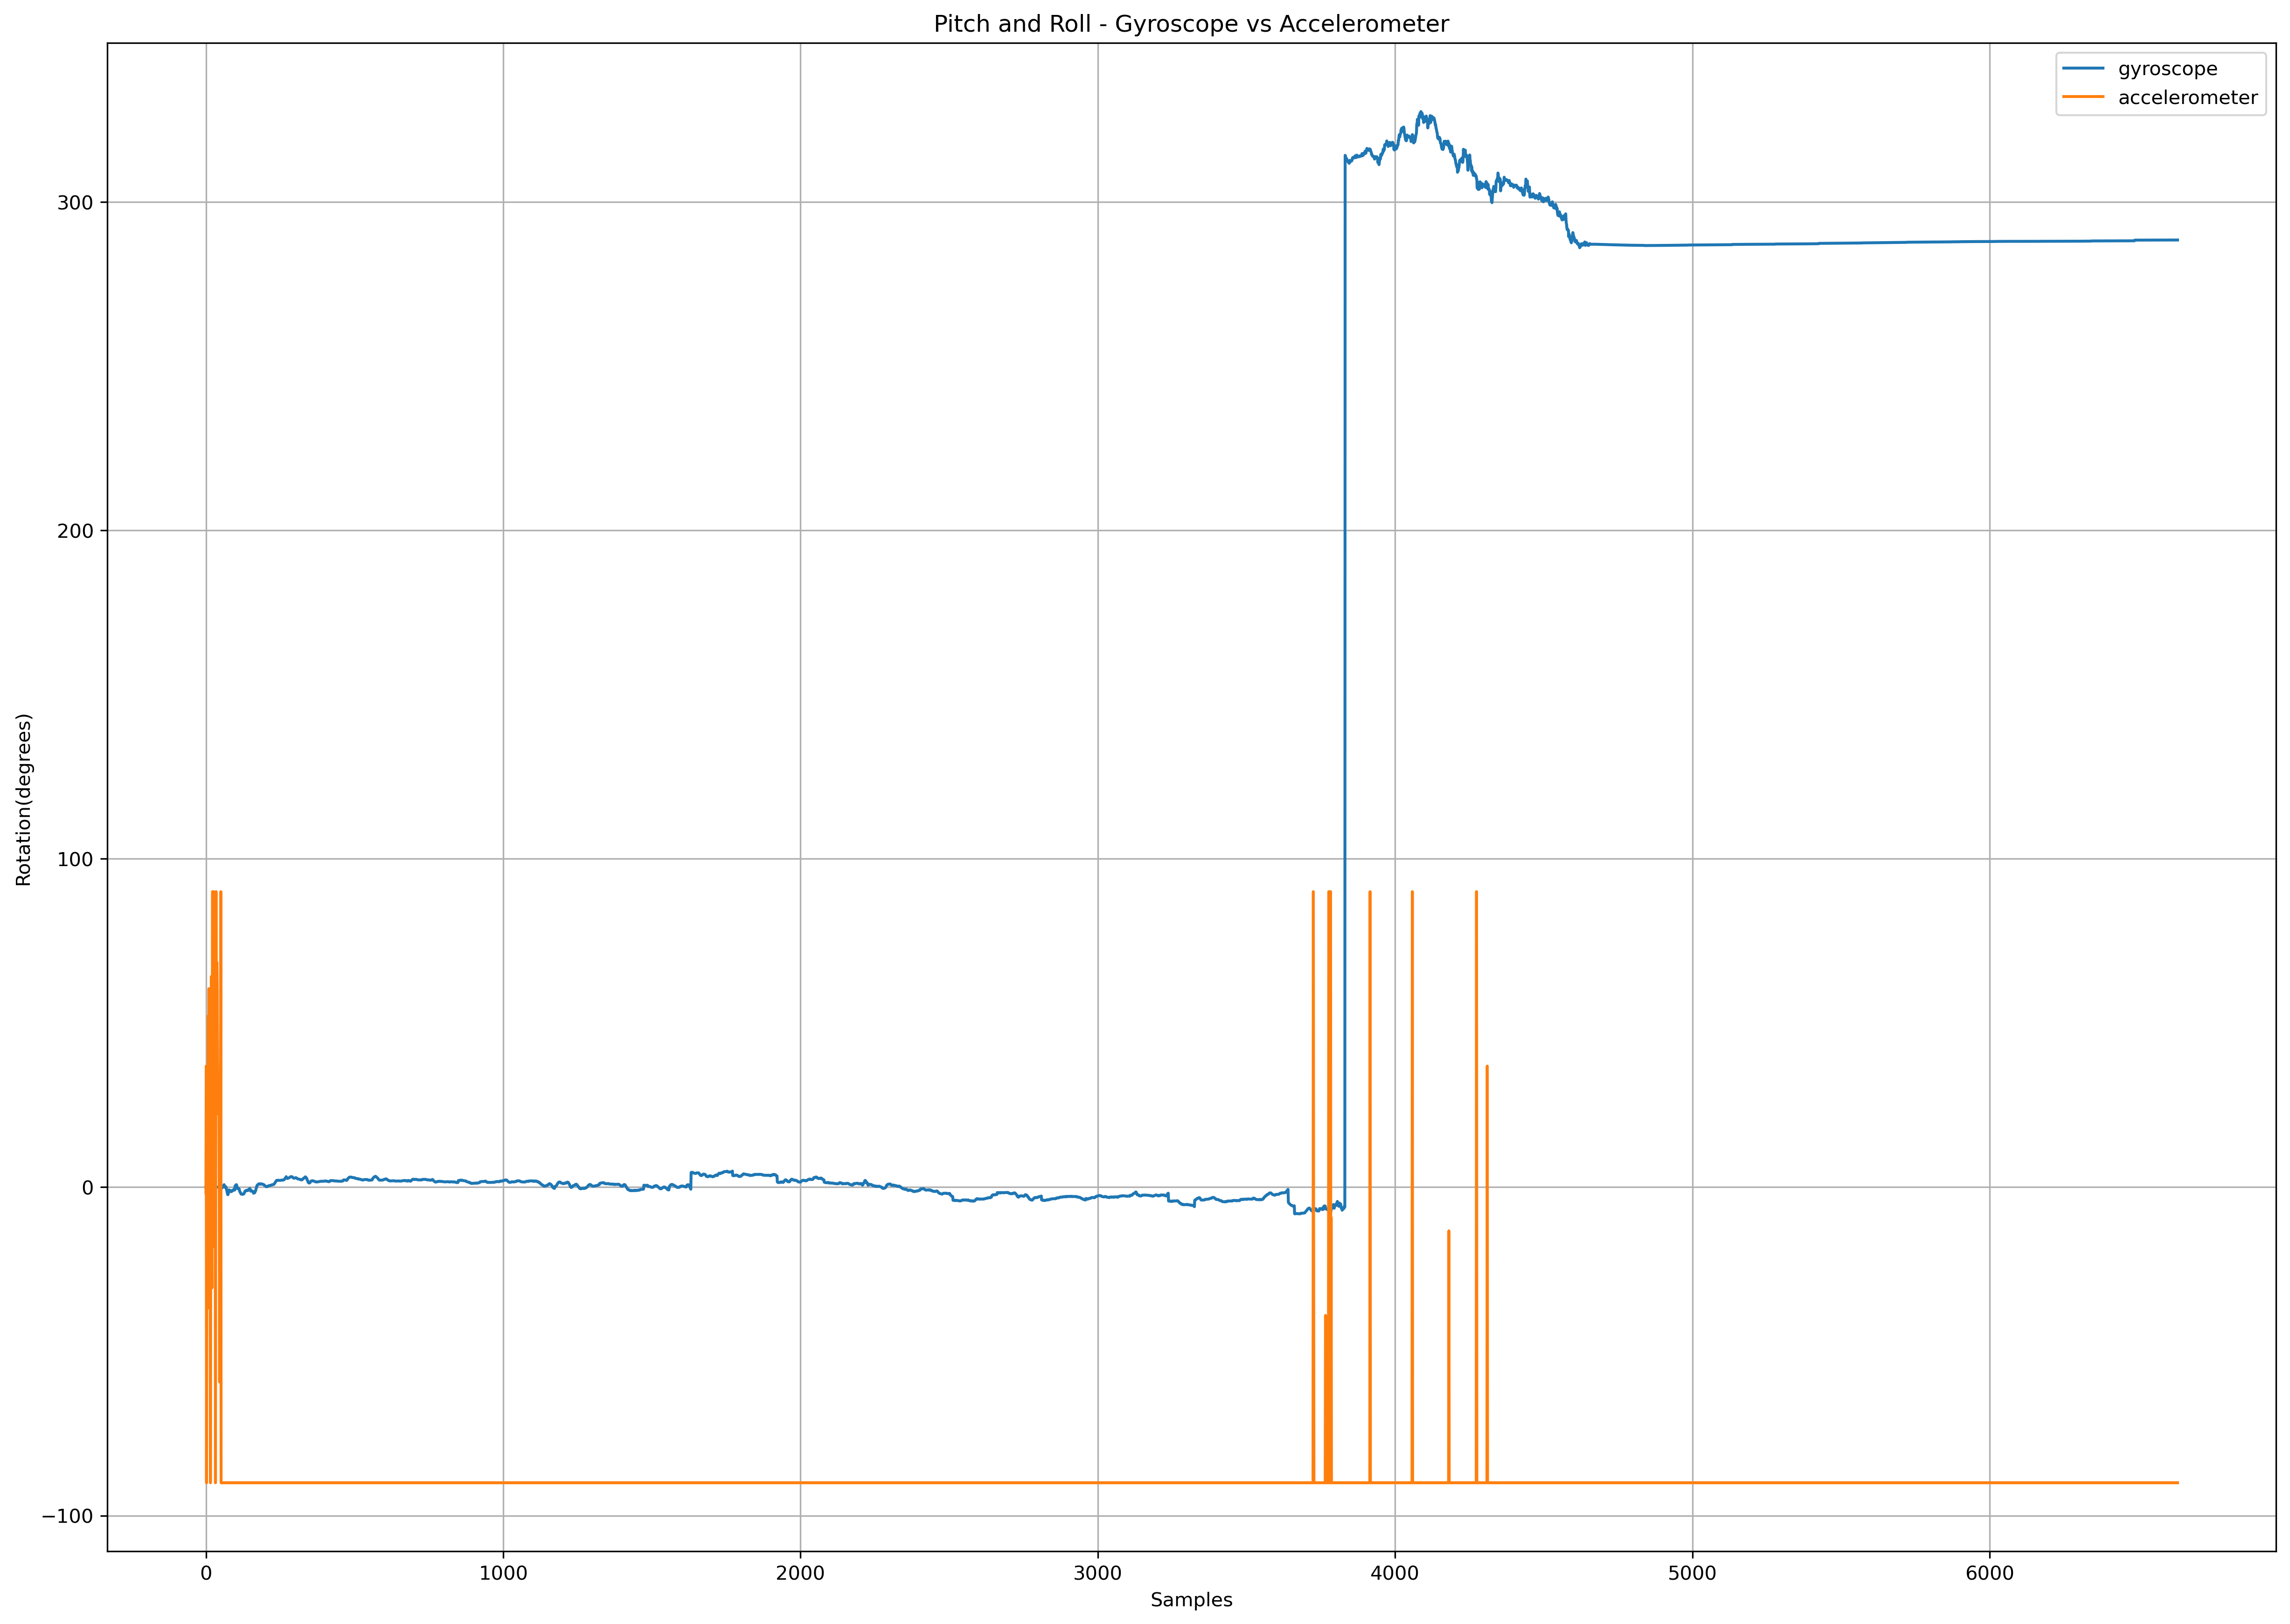 Pitch and Roll - Gyroscope vs Accelerometer
gyroscope
accelerometer
300
200
100
0
−100
Rotation(degrees)
0 1000 2000 3000 4000 5000 6000
Samples